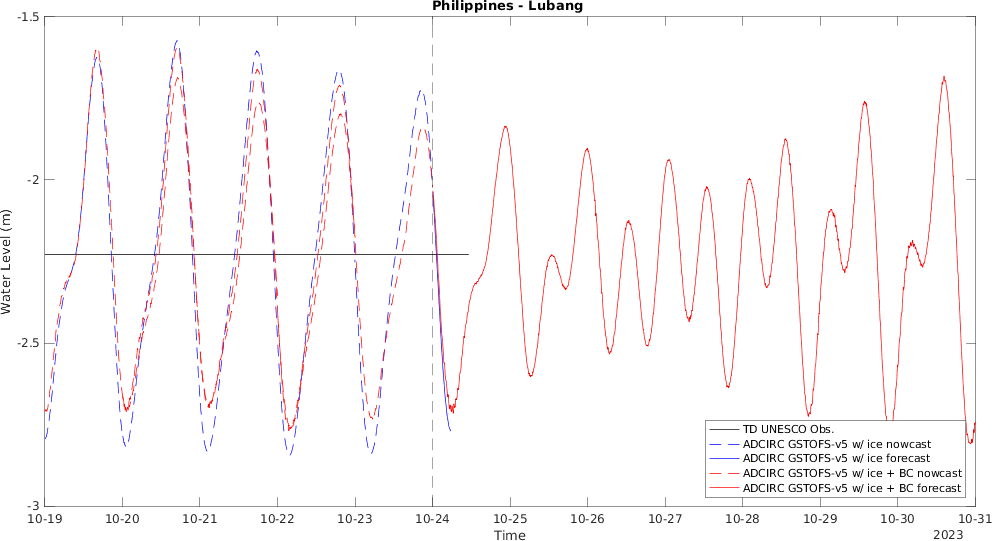 Philippines - Lubang
-1.5
-2
-2.5
-3
Water Level (m)
10-19 10-20 10-21 10-22 10-23 10-24 10-25 10-26 10-27 10-28 10-29 10-30 10-31
Time
2023
TD UNESCO Obs.
ADCIRC GSTOFS-v5 w/ ice nowcast
ADCIRC GSTOFS-v5 w/ ice forecast
ADCIRC GSTOFS-v5 w/ ice + BC nowcast
ADCIRC GSTOFS-v5 w/ ice + BC forecast